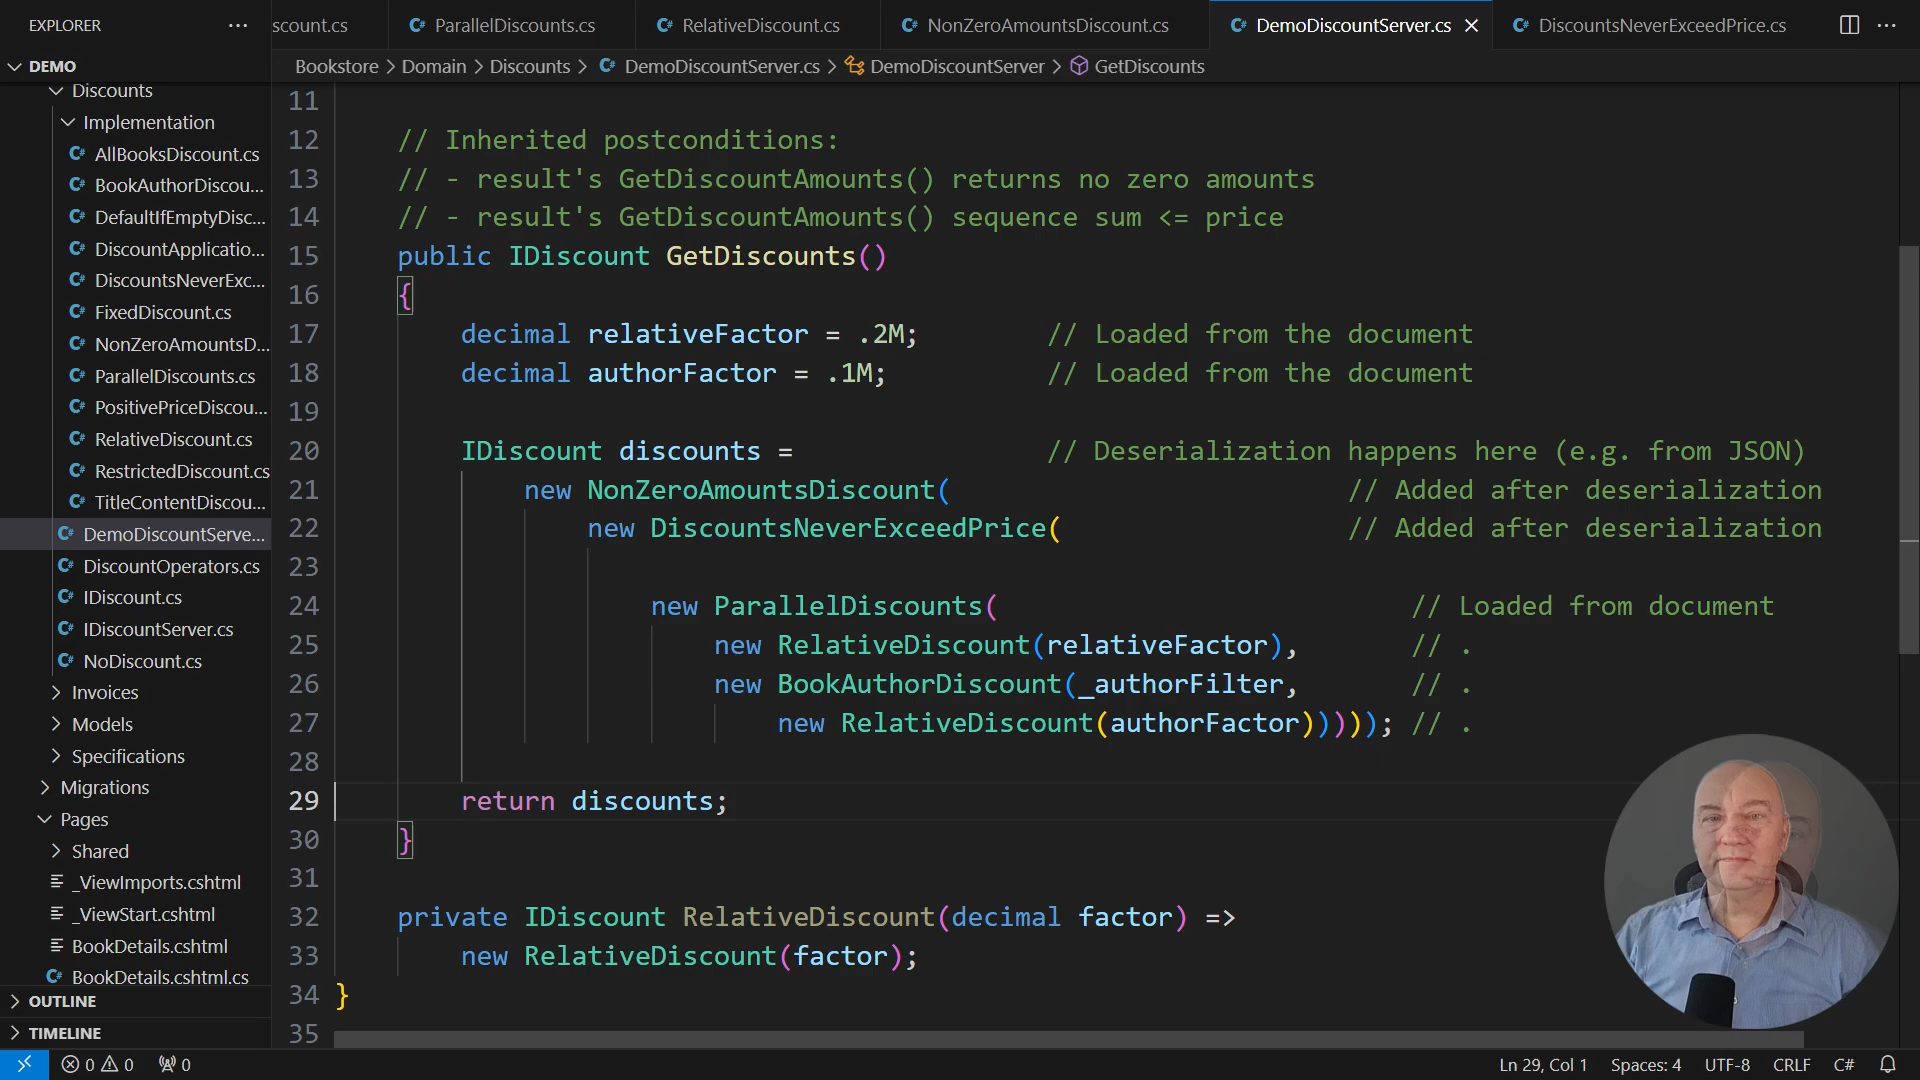 EXPLORER
scount.cs
ParallelDiscounts.cs
RelativeDiscount.cs
NonZeroAmountsDiscount.cs
DemoDiscountServer.cs
DiscountsNeverExceedPrice.cs
DEMO
Discounts
Implementation
AllBooksDiscount.cs
BookAuthorDiscou...
DefaultIfEmptyDisc...
DiscountApplicatio...
DiscountsNeverExc...
FixedDiscount.cs
NonZeroAmountsD...
ParallelDiscounts.cs
PositivePriceDiscou...
RelativeDiscount.cs
RestrictedDiscount.cs
TitleContentDiscou...
DemoDiscountServe...
DiscountOperators.cs
IDiscount.cs
IDiscountServer.cs
NoDiscount.cs
Invoices
Models
Specifications
Migrations
Pages
Shared
_ViewImports.cshtml
_ViewStart.cshtml
BookDetails.cshtml
BookDetails.cshtml.cs
OUTLINE
TIMELINE
Bookstore > Domain > Discounts > DemoDiscountServer.cs > DemoDiscountServer > GetDiscounts
11
12 // Inherited postconditions:
13 // - result's GetDiscountAmounts() returns no zero amounts
14 // - result's GetDiscountAmounts() sequence sum <= price
15 public IDiscount GetDiscounts()
16 {
17 decimal relativeFactor = .2M; // Loaded from the document
18 decimal authorFactor = .1M; // Loaded from the document
19
20 IDiscount discounts = // Deserialization happens here (e.g. from JSON)
21 new NonZeroAmountsDiscount( // Added after deserialization
22 new DiscountsNeverExceedPrice( // Added after deserialization
23
24 new ParallelDiscounts( // Loaded from document
25 new RelativeDiscount(relativeFactor), // .
26 new BookAuthorDiscount(_authorFilter, // .
27 new RelativeDiscount(authorFactor))))); // .
28
29 return discounts;
30 }
31
32 private IDiscount RelativeDiscount(decimal factor) =>
33 new RelativeDiscount(factor);
34 }
35
0 0 0
Ln 29, Col 1 Spaces: 4 UTF-8 CRLF C#